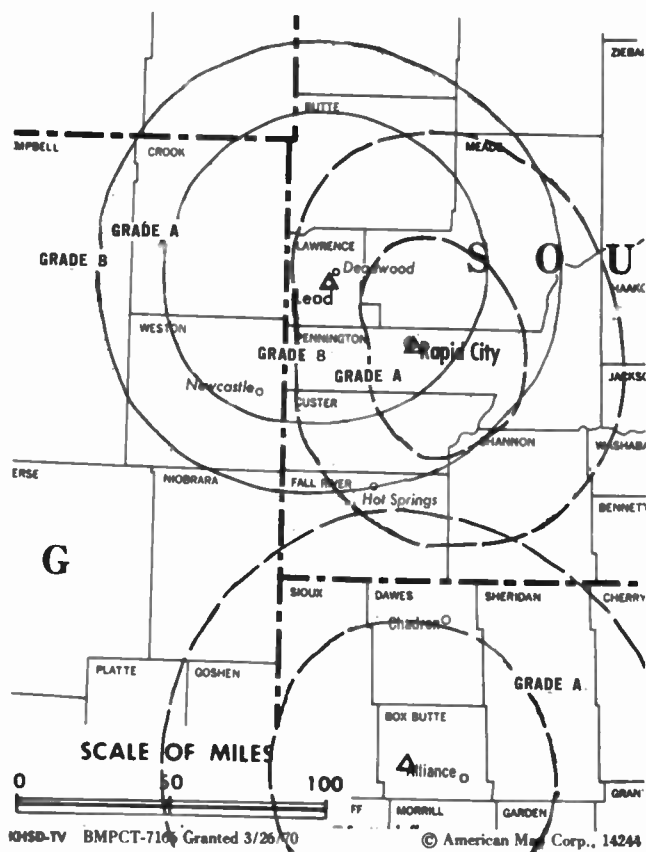 ZIEBA
BUTTE
MPBELL
CROOK
MEADE
GRADE A
GRADE B
LAWRENCE
S O U
Deadwood
Lead
HAAKO
WESTON
PENNINGTON
GRADE B
Rapid City
GRADE A
JACKSO
Newcastle
CUSTER
SHANNON
WASHABA
ERSE
NIOBRARA
FALL RIVER
Hot Springs
BENNETT
G
SIOUX
DAWES
SHERIDAN
CHERRY
Chadron
PLATTE
GOSHEN
GRADE A
BOX BUTTE
SCALE OF MILES
Alliance
0 50 100
GRAN
FF
MORRILL
GARDEN
KHSD-TV BMPCT-716 Granted 3/26/70
© American Map Corp., 14244